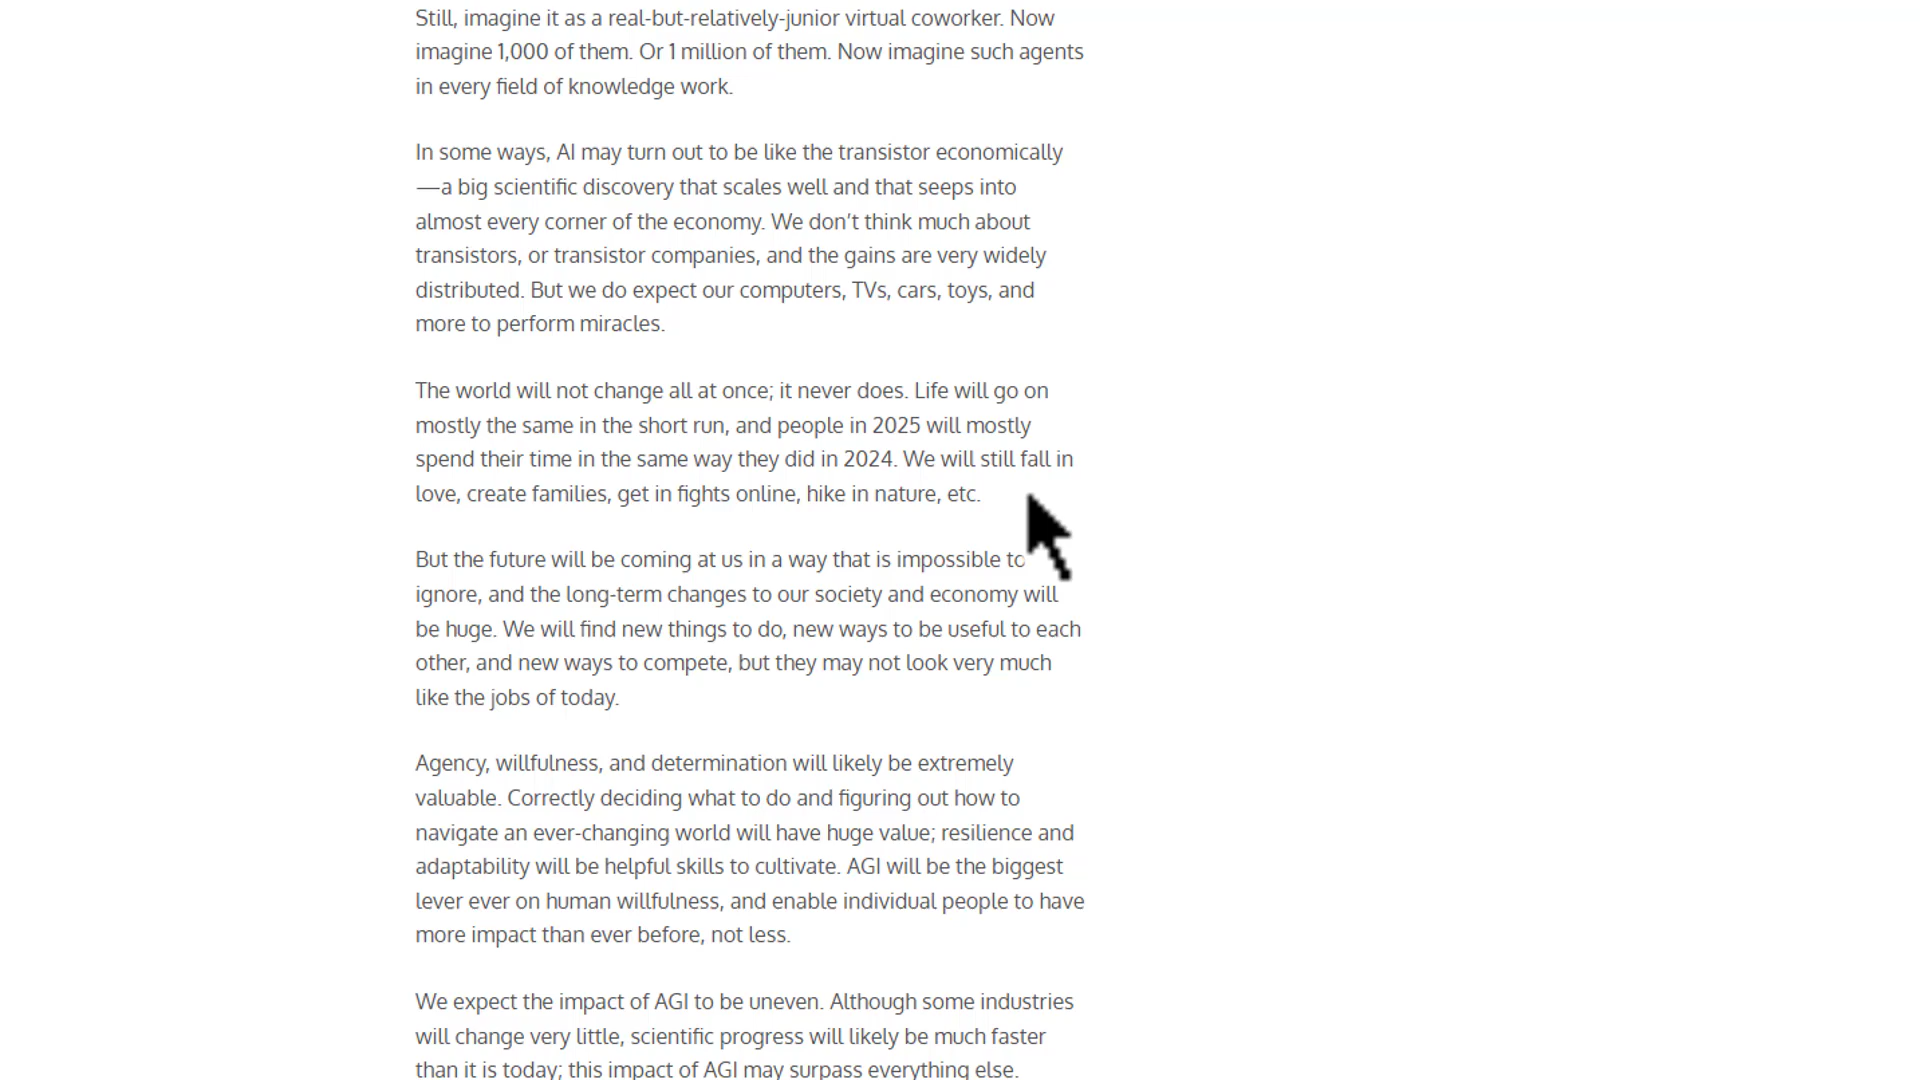 Still, imagine it as a real-but-relatively-junior virtual coworker. Now
imagine 1,000 of them. Or 1 million of them. Now imagine such agents
in every field of knowledge work.
In some ways, AI may turn out to be like the transistor economically
—a big scientific discovery that scales well and that seeps into
almost every corner of the economy. We don’t think much about
transistors, or transistor companies, and the gains are very widely
distributed. But we do expect our computers, TVs, cars, toys, and
more to perform miracles.
The world will not change all at once; it never does. Life will go on
mostly the same in the short run, and people in 2025 will mostly
spend their time in the same way they did in 2024. We will still fall in
love, create families, get in fights online, hike in nature, etc.
But the future will be coming at us in a way that is impossible to
ignore, and the long-term changes to our society and economy will
be huge. We will find new things to do, new ways to be useful to each
other, and new ways to compete, but they may not look very much
like the jobs of today.
Agency, willfulness, and determination will likely be extremely
valuable. Correctly deciding what to do and figuring out how to
navigate an ever-changing world will have huge value; resilience and
adaptability will be helpful skills to cultivate. AGI will be the biggest
lever ever on human willfulness, and enable individual people to have
more impact than ever before, not less.
We expect the impact of AGI to be uneven. Although some industries
will change very little, scientific progress will likely be much faster
than it is today; this impact of AGI may surpass everything else.